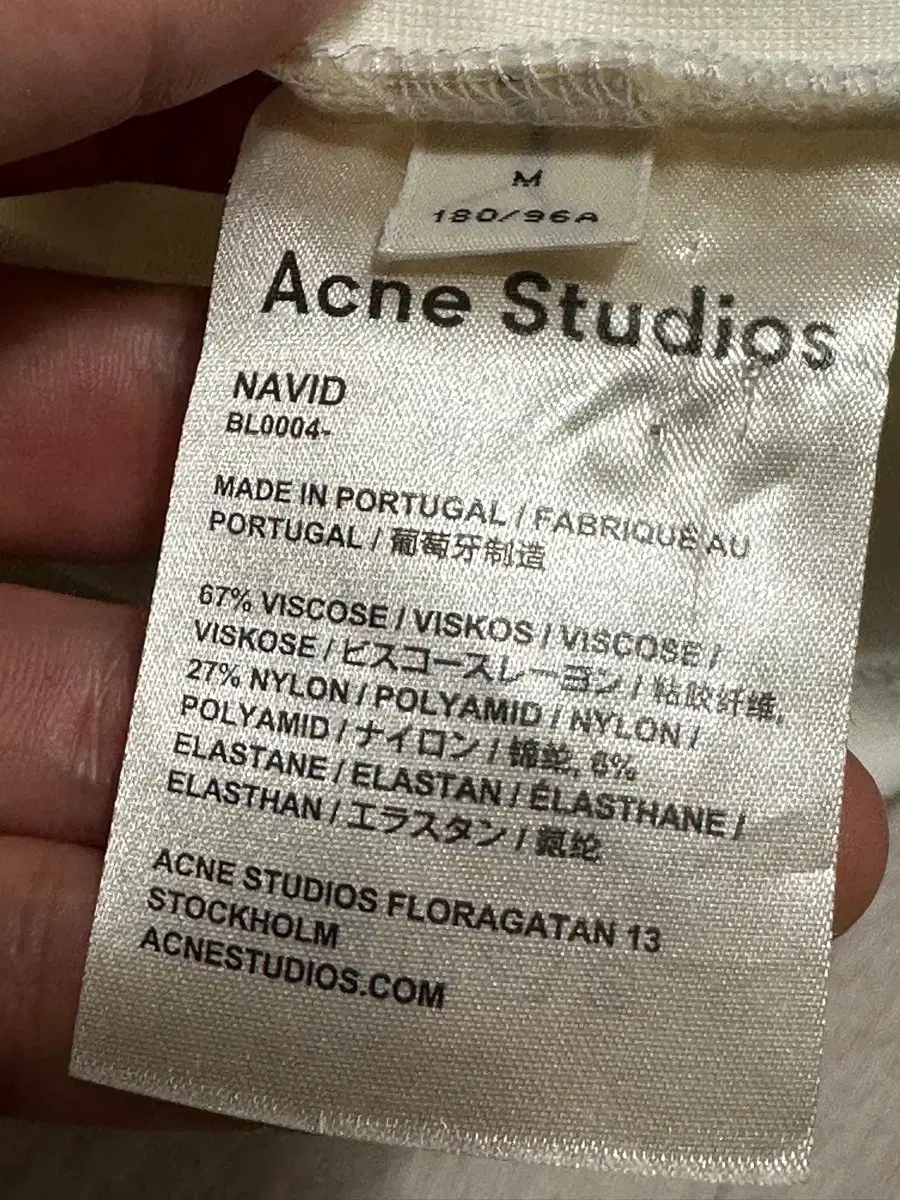 M
180/96A
Acne Studios
NAVID
BL0004-
MADE IN PORTUGAL / FABRIQUÉ AU
PORTUGAL / 葡萄牙制造
67% VISCOSE / VISKOS / VISCOSE /
VISKOSE / ビスコースレーヨン / 粘胶纤维,
27% NYLON / POLYAMID / NYLON /
POLYAMID / ナイロン / 锦纶, 6%
ELASTANE / ELASTAN / ÉLASTHANE /
ELASTHAN / エラスタン / 氨纶
ACNE STUDIOS FLORAGATAN 13
STOCKHOLM
ACNESTUDIOS.COM